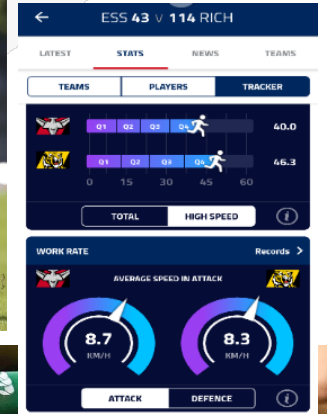 ESS 43 V 114 RICH
LATEST STATS NEWS TEAMS
TEAMS PLAYERS TRACKER
Q1 Q2 Q3 Q4 40.0
Q1 Q2 Q3 Q4 46.3
0 15 30 45 60
TOTAL HIGH SPEED i
WORK RATE Records >
AVERAGE SPEED IN ATTACK
8.7 8.3
KM/H KM/H
ATTACK DEFENCE i